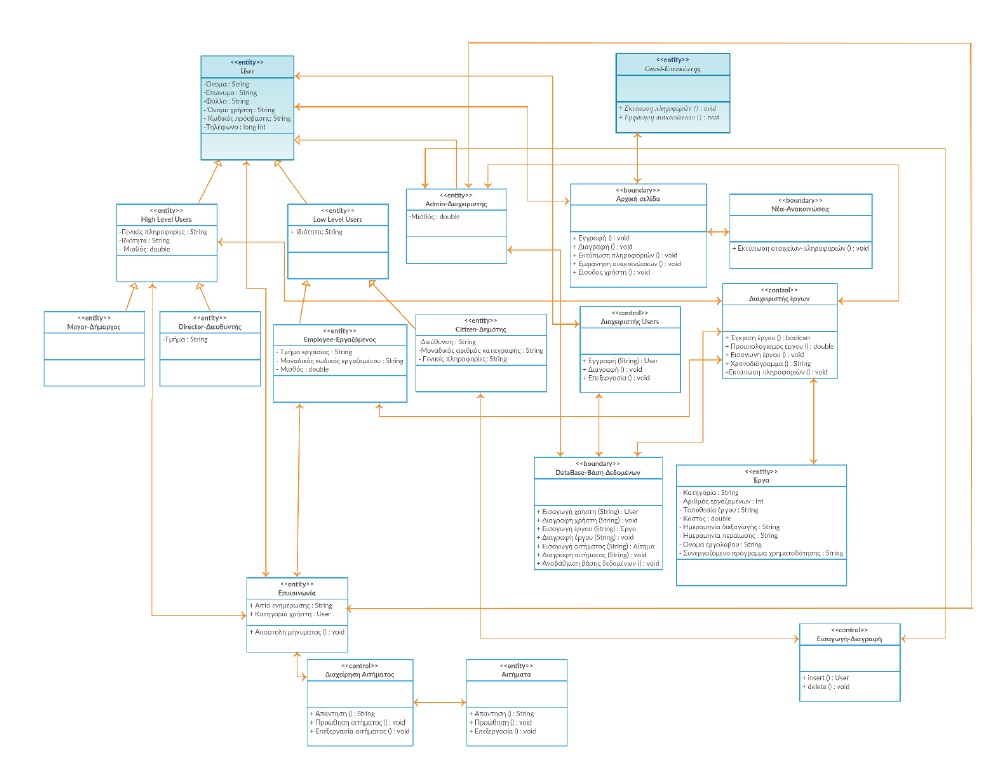 <<entity>>
User
-Όνομα : String
-Επώνυμο : String
-Φύλλο : String
-Όνομα χρήστη : String
- Κωδικός πρόσβασης: String
-Τηλέφωνο : long int
<<entity>>
Guest-Επισκέπτης
+ Εκτύπωση πληροφοριών () : void
+ Εμφάνιση ανακοινώσεων () : void
<<entity>>
High Level Users
-Γενικές πληροφορίες : String
-Ιδιότητα : String
- Μισθός: double
<<entity>>
Low Level Users
+ Ιδιότητα: String
<<entity>>
Admin-Διαχειριστής
-Μισθός : double
<<boundary>>
Αρχική σελίδα
+ Εγγραφή () : void
+ Διαγραφή () : void
+ Εκτύπωση πληροφοριών () : void
+ Εμφάνιση ανακοινώσεων () : void
+ Είσοδος χρήστη () : void
<<boundary>>
Νέα-Ανακοινώσεις
+ Εκτύπωση στοιχείων-πληροφοριών () : void
<<entity>>
Mayor-Δήμαρχος
<<entity>>
Director-Διευθυντής
-Τμήμα : String
<<entity>>
Employee-Εργαζόμενος
- Τμήμα εργασίας : String
- Μοναδικός κωδικός εργαζομένου : String
- Μισθός : double
<<entity>>
Citizen-Δημότης
-Διεύθυνση : String
-Μοναδικός αριθμός καταγραφής : String
- Γενικές πληροφορίες: String
<<control>>
Διαχειριστής Users
+ Εγγραφή (String) : User
+ Διαγραφή () : void
+ Επεξεργασία () : void
<<control>>
Διαχειριστής έργων
+ Έγκριση έργου () : boolean
+ Προυπολογισμός έργου () : double
+ Εισαγωγή έργου () : void
+ Χρονοδιάγραμμα () : String
+Εκτύπωση πληροφοριών () : void
<<boundary>>
DataBase-Βάση Δεδομένων
+ Εισαγωγή χρήστη (String) : User
+ Διαγραφή χρήστη (String) : void
+ Εισαγωγή έργου (String) : Έργο
+ Διαγραφή έργου (String) : void
+ Εισαγωγή αιτήματος (String) : Αίτημα
+ Διαγραφή αιτήματος (String) : void
+ Αναβάθμιση βάσης δεδομένων () : void
<<entity>>
Έργα
- Κατηγορία : String
- Αριθμός εργαζομένων : int
- Τοποθεσία έργου : String
- Κόστος : double
- Ημερομηνία διεξαγωγής : String
- Ημερομηνία περαίωσης : String
- Όνομα εργολάβου : String
- Συνεργαζόμενο πρόγραμμα χρηματοδότησης : String
<<entity>>
Επικοινωνία
+ Αιτία ενημέρωσης : String
+ Κατηγορία χρήστη : User
+ Αποστολή μήνυματος () : void
<<control>>
Εισαγωγή-Διαγραφή
+ insert () : User
+ delete () : void
<<control>>
Διαχείρηση Αιτήματος
+ Απάντηση () : String
+ Προώθηση αιτήματος () : void
+ Επεξεργασία αιτήματος () : void
<<entity>>
Αιτήματα
+ Απάντηση () : String
+ Προώθηση () : void
+ Επεξεργασία () : void